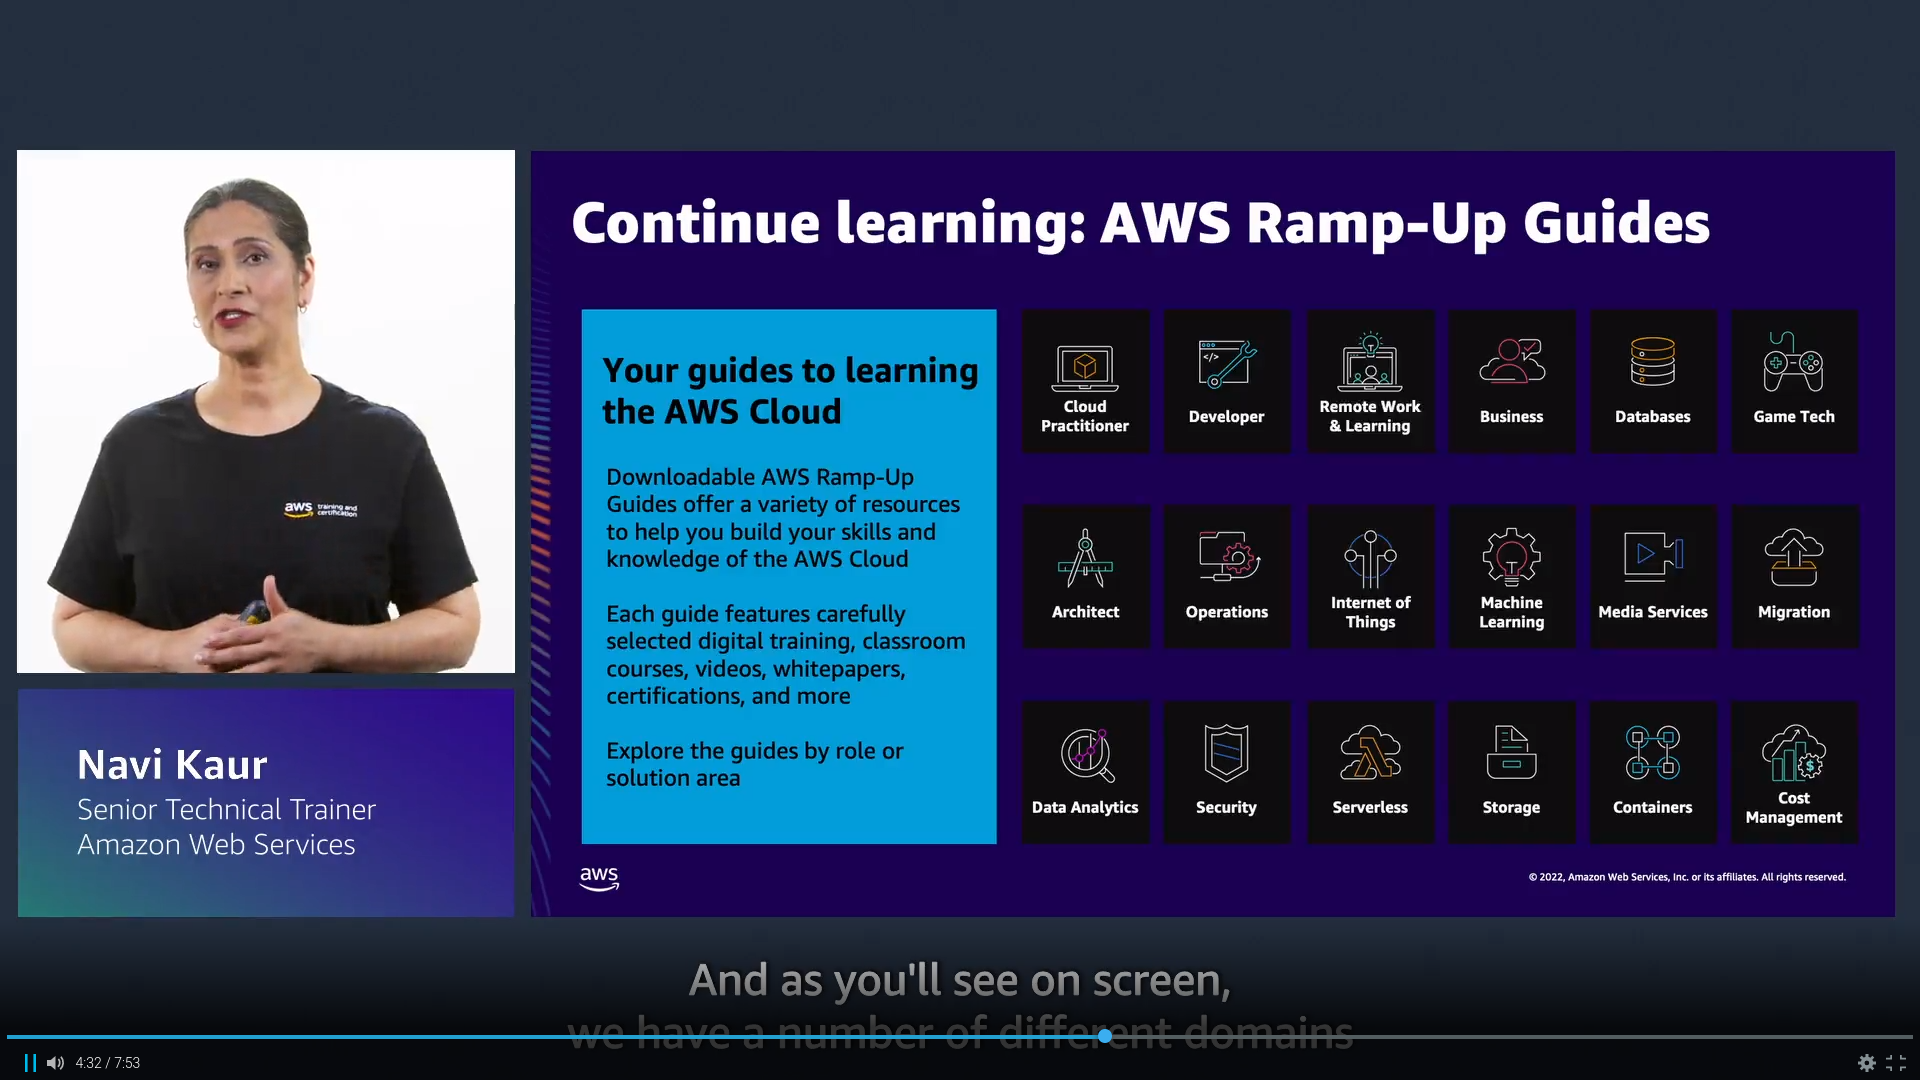 Continue learning: AWS Ramp-Up Guides
aws training and
certification
Navi Kaur
Senior Technical Trainer
Amazon Web Services
Your guides to learning
the AWS Cloud
Downloadable AWS Ramp-Up
Guides offer a variety of resources
to help you build your skills and
knowledge of the AWS Cloud
Each guide features carefully
selected digital training, classroom
courses, videos, whitepapers,
certifications, and more
Explore the guides by role or
solution area
Cloud
Practitioner
Developer
Remote Work
& Learning
Business
Databases
Game Tech
Architect
Operations
Internet of
Things
Machine
Learning
Media Services
Migration
Data Analytics
Security
Serverless
Storage
Containers
Cost
Management
aws
© 2022, Amazon Web Services, Inc. or its affiliates. All rights reserved.
And as you'll see on screen,
we have a number of different domains
4:32 / 7:53